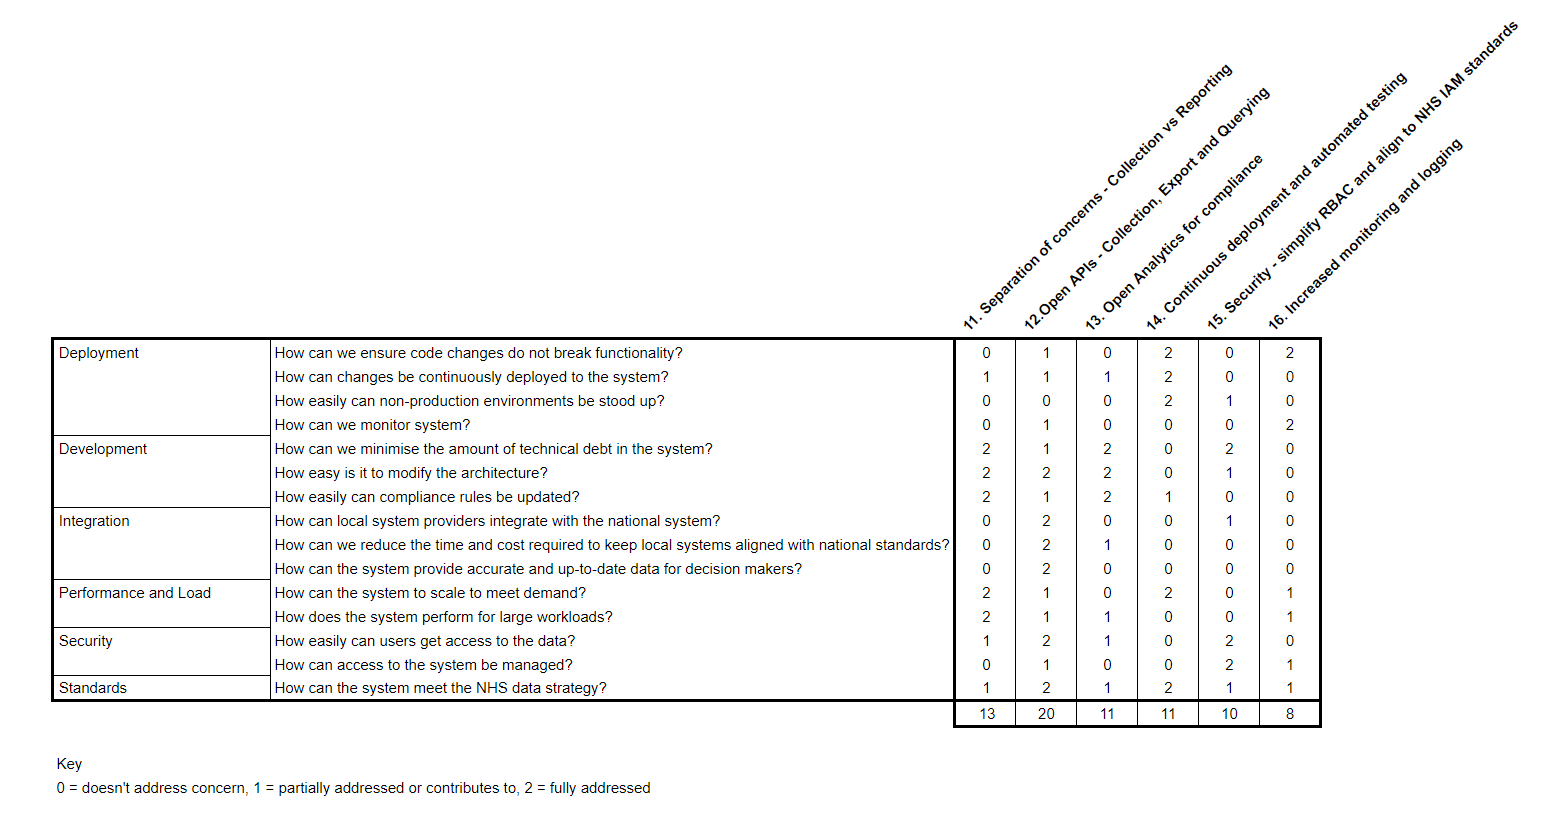 11. Separation of concerns - Collection vs Reporting
12.Open APIs - Collection, Export and Querying
13. Open Analytics for compliance
14. Continuous deployment and automated testing
15. Security - simplify RBAC and align to NHS IAM standards
16. Increased monitoring and logging
Deployment How can we ensure code changes do not break functionality? 0 1 0 2 0 2
How can changes be continuously deployed to the system? 1 1 1 2 0 0
How easily can non-production environments be stood up? 0 0 0 2 1 0
How can we monitor system? 0 1 0 0 0 2
Development How can we minimise the amount of technical debt in the system? 2 1 2 0 2 0
How easy is it to modify the architecture? 2 2 2 0 1 0
How easily can compliance rules be updated? 2 1 2 1 0 0
Integration How can local system providers integrate with the national system? 0 2 0 0 1 0
How can we reduce the time and cost required to keep local systems aligned with national standards? 0 2 1 0 0 0
How can the system provide accurate and up-to-date data for decision makers? 0 2 0 0 0 0
Performance and Load How can the system to scale to meet demand? 2 1 0 2 0 1
How does the system perform for large workloads? 2 1 1 0 0 1
Security How easily can users get access to the data? 1 2 1 0 2 0
How can access to the system be managed? 0 1 0 0 2 1
Standards How can the system meet the NHS data strategy? 1 2 1 2 1 1
13 20 11 11 10 8
Key
0 = doesn't address concern, 1 = partially addressed or contributes to, 2 = fully addressed